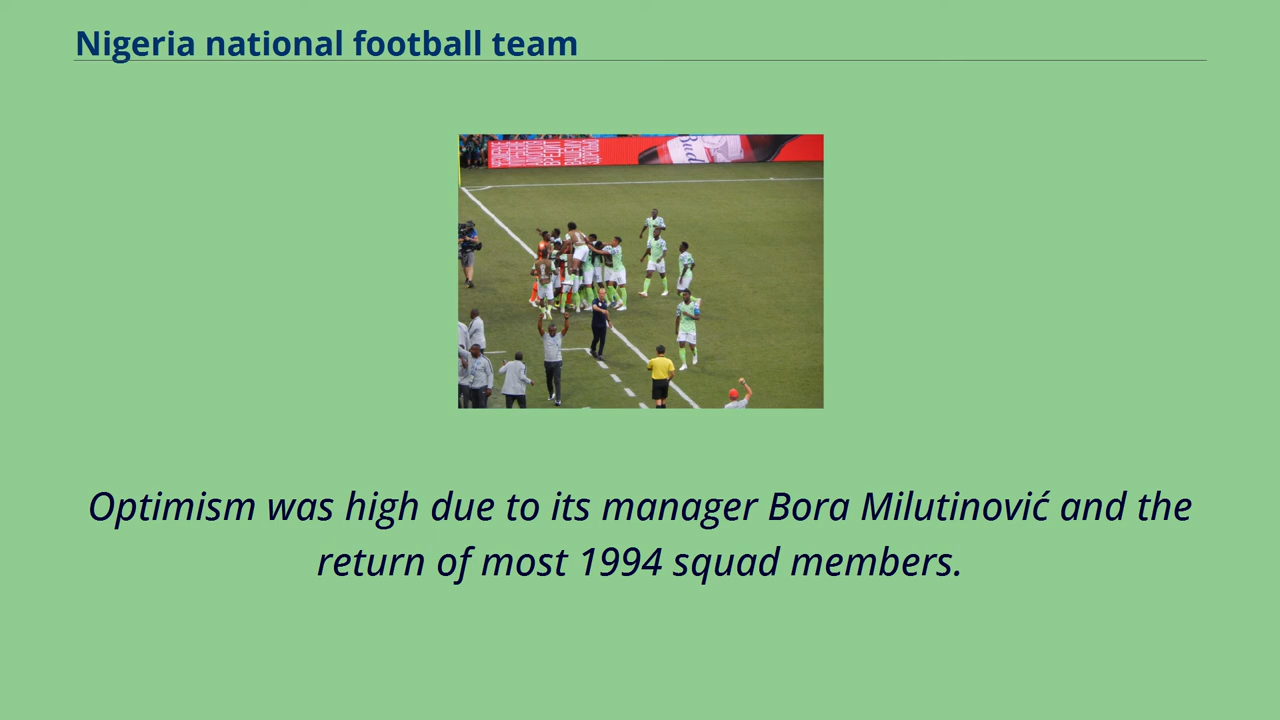 Nigeria national football team
Bud
Optimism was high due to its manager Bora Milutinović and the
return of most 1994 squad members.